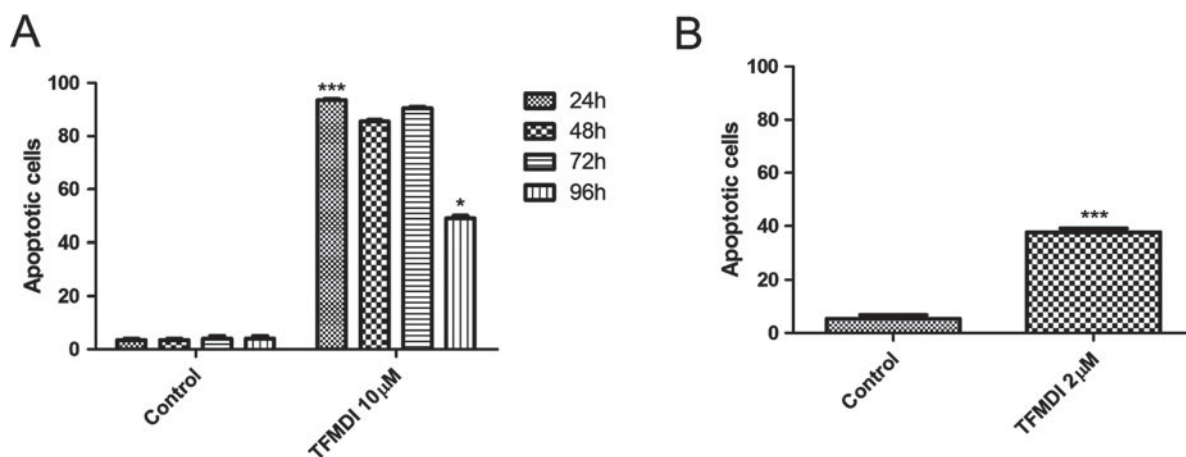 A
Apoptotic cells
100
80
60
40
20
0
***
*
Control
TFMDI 10μM
24h
48h
72h
96h
B
Apoptotic cells
100
80
60
40
20
0
***
Control
TFMDI 2μM